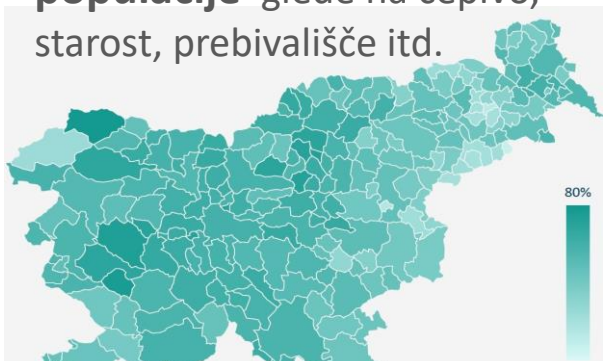 populacije glede na cepivo,
starost, prebivališče itd.
80%